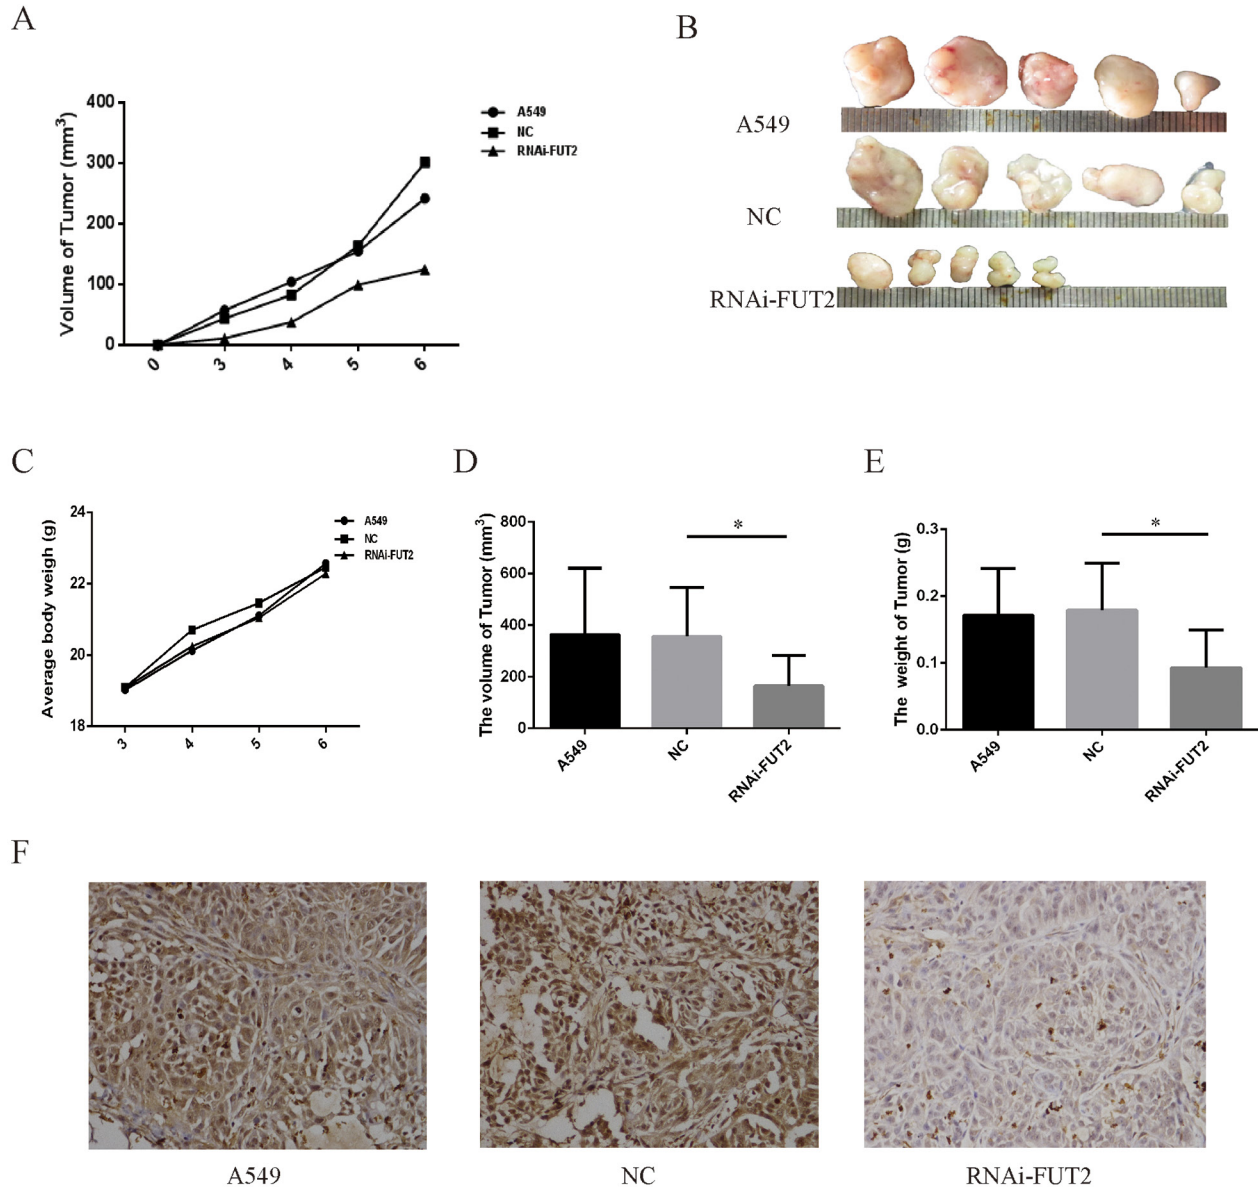 A
B
400
300
200
100
0
Volume of Tumor (mm3)
0
3
4
5
6
A549
NC
RNAi-FUT2
A549
NC
RNAi-FUT2
C
D
E
24
22
20
18
Average body weigh (g)
3
4
5
6
A549
NC
RNAi-FUT2
800
600
400
200
0
The volume of Tumor (mm3)
*
A549
NC
RNAi-FUT2
0.3
0.2
0.1
0.0
The weight of Tumor (g)
*
A549
NC
RNAi-FUT2
F
A549
NC
RNAi-FUT2